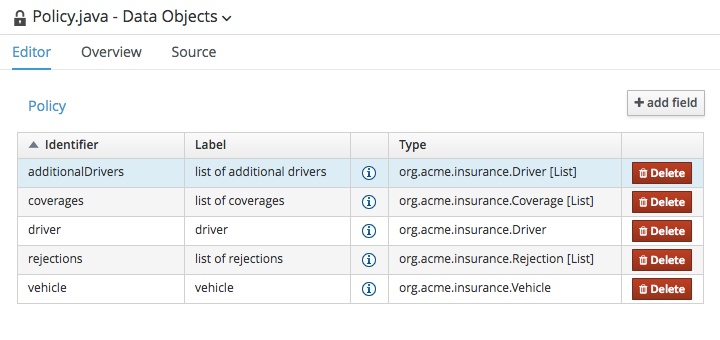 Policy.java - Data Objects
Editor Overview Source
Policy
+ add field
Identifier Label Type
additionalDrivers list of additional drivers org.acme.insurance.Driver [List] Delete
coverages list of coverages org.acme.insurance.Coverage [List] Delete
driver driver org.acme.insurance.Driver Delete
rejections list of rejections org.acme.insurance.Rejection [List] Delete
vehicle vehicle org.acme.insurance.Vehicle Delete